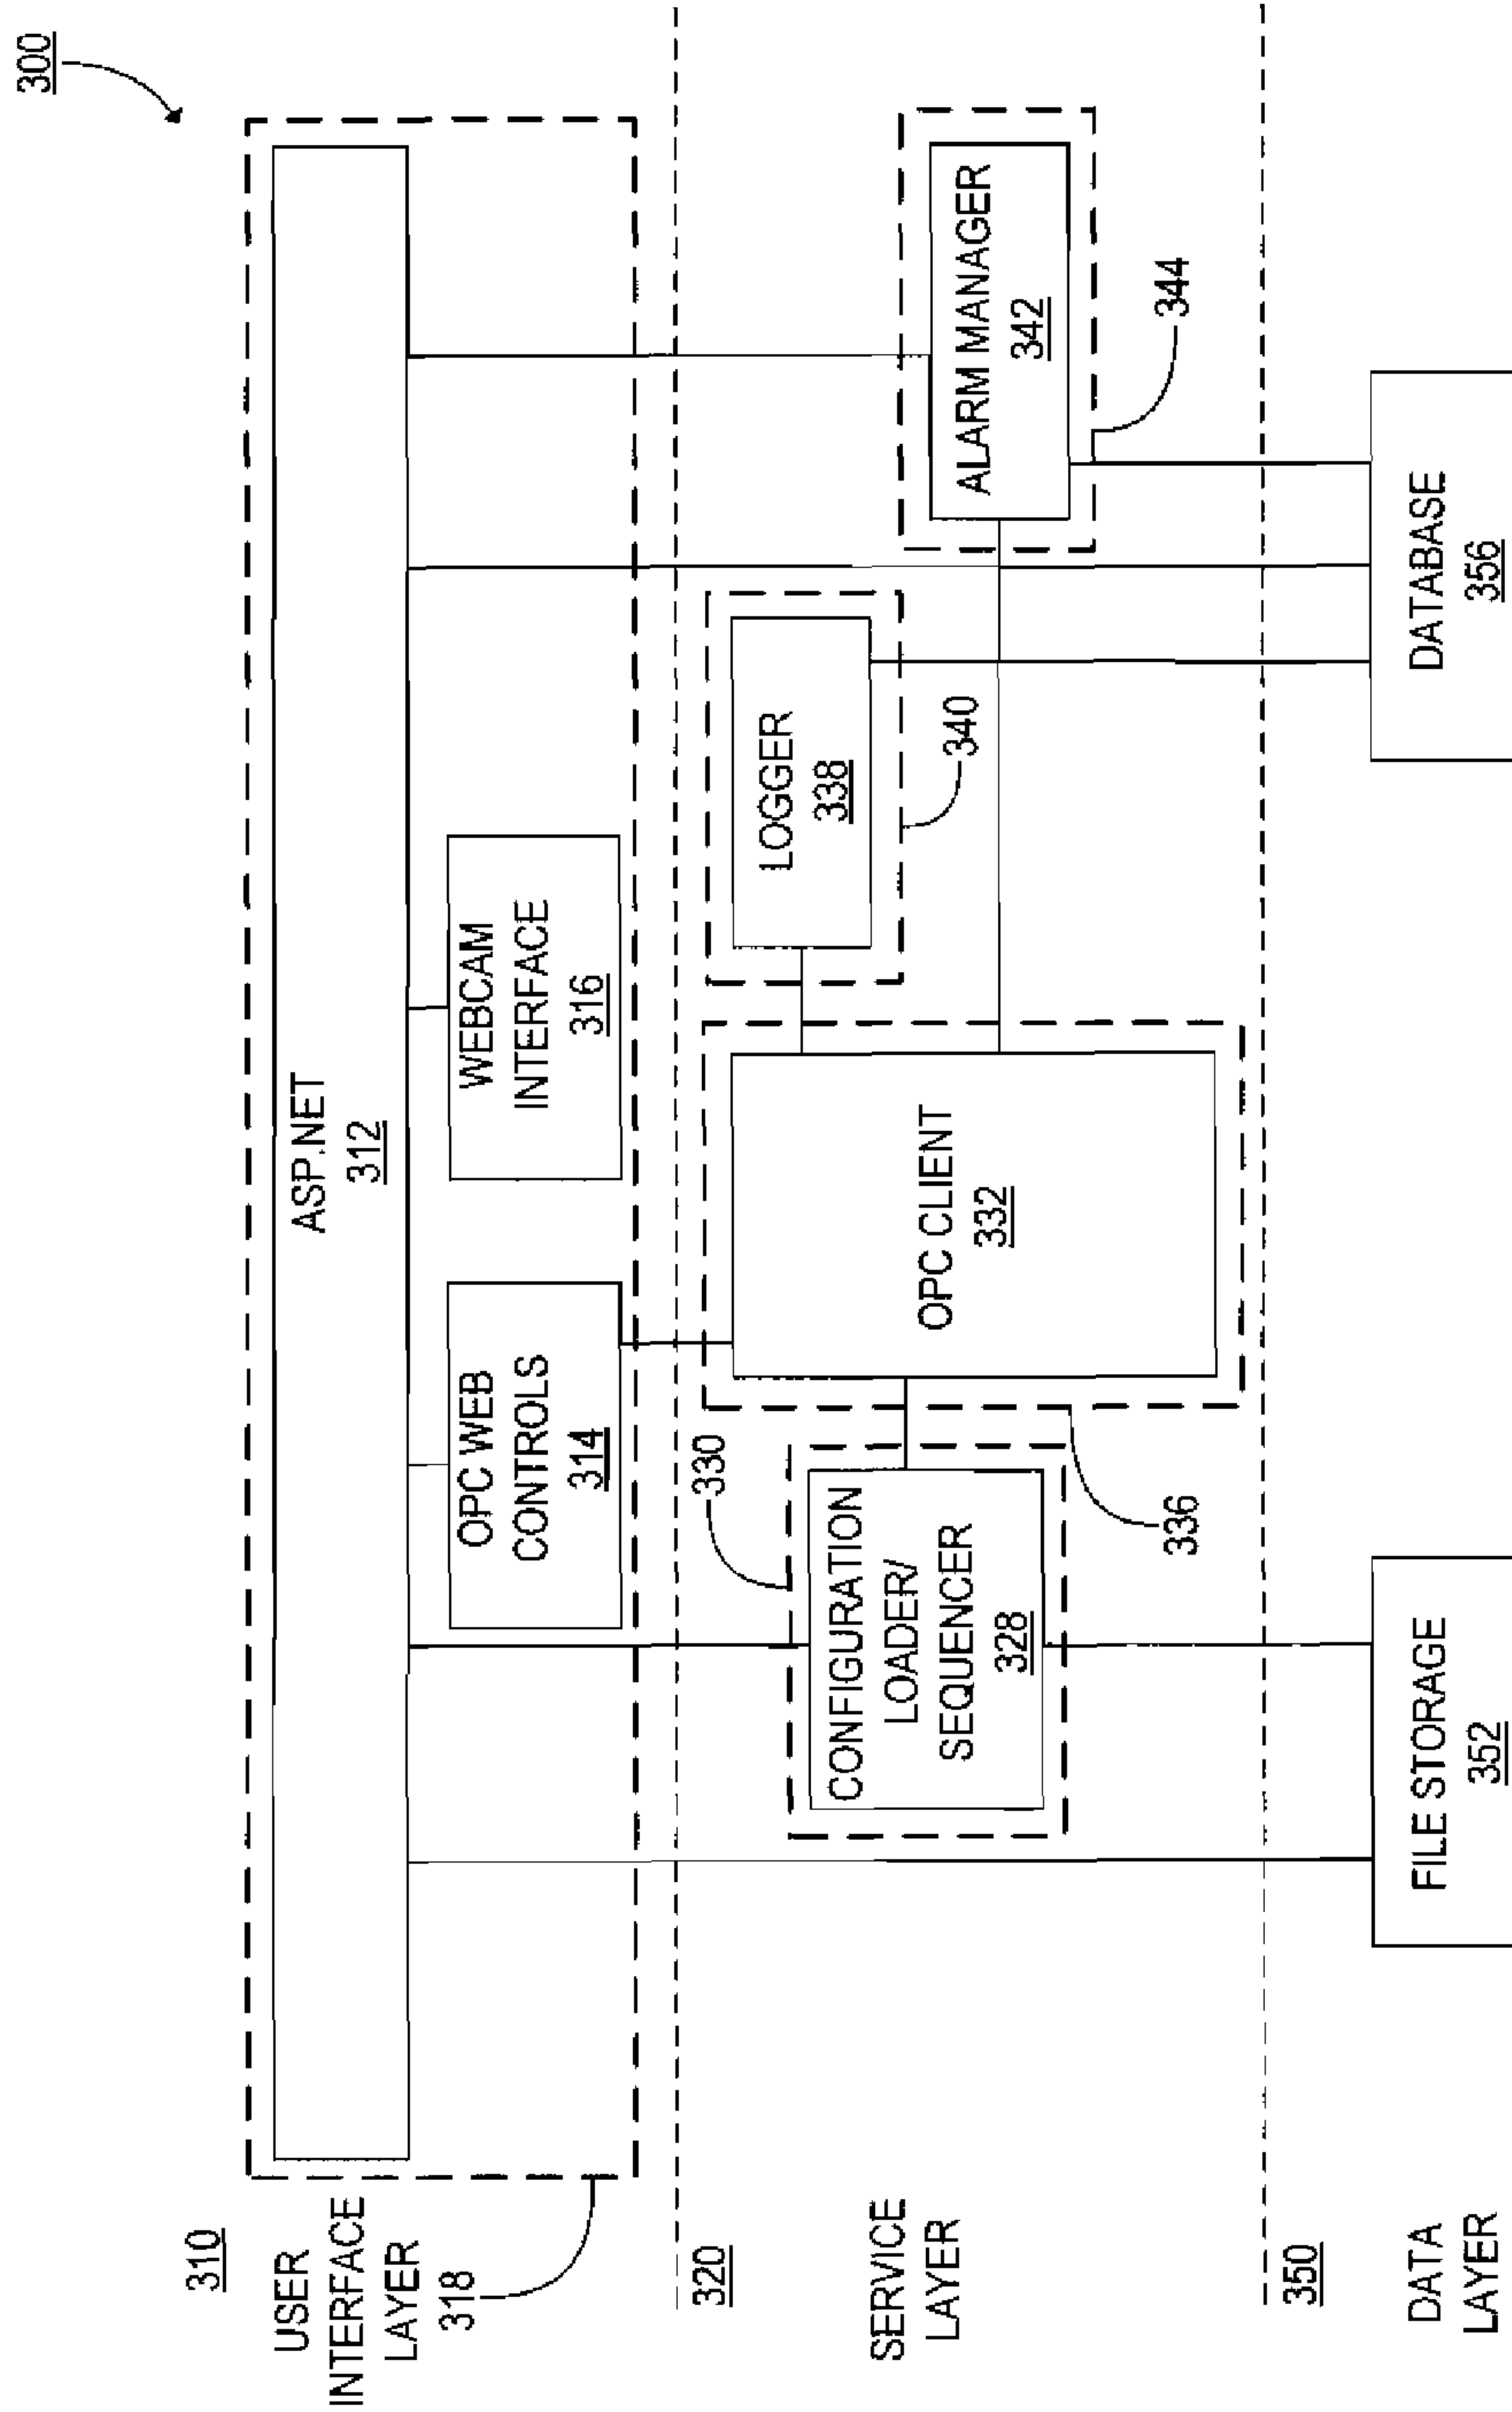 300
310
USER
INTERFACE
LAYER
318
ASP.NET
312
OPC WEB
CONTROLS
314
WEBCAM
INTERFACE
316
320
SERVICE
LAYER
330
CONFIGURATION
LOADER/
SEQUENCER
328
336
OPC CLIENT
332
LOGGER
338
340
ALARM MANAGER
342
344
350
DATA
LAYER
FILE STORAGE
352
DATABASE
356